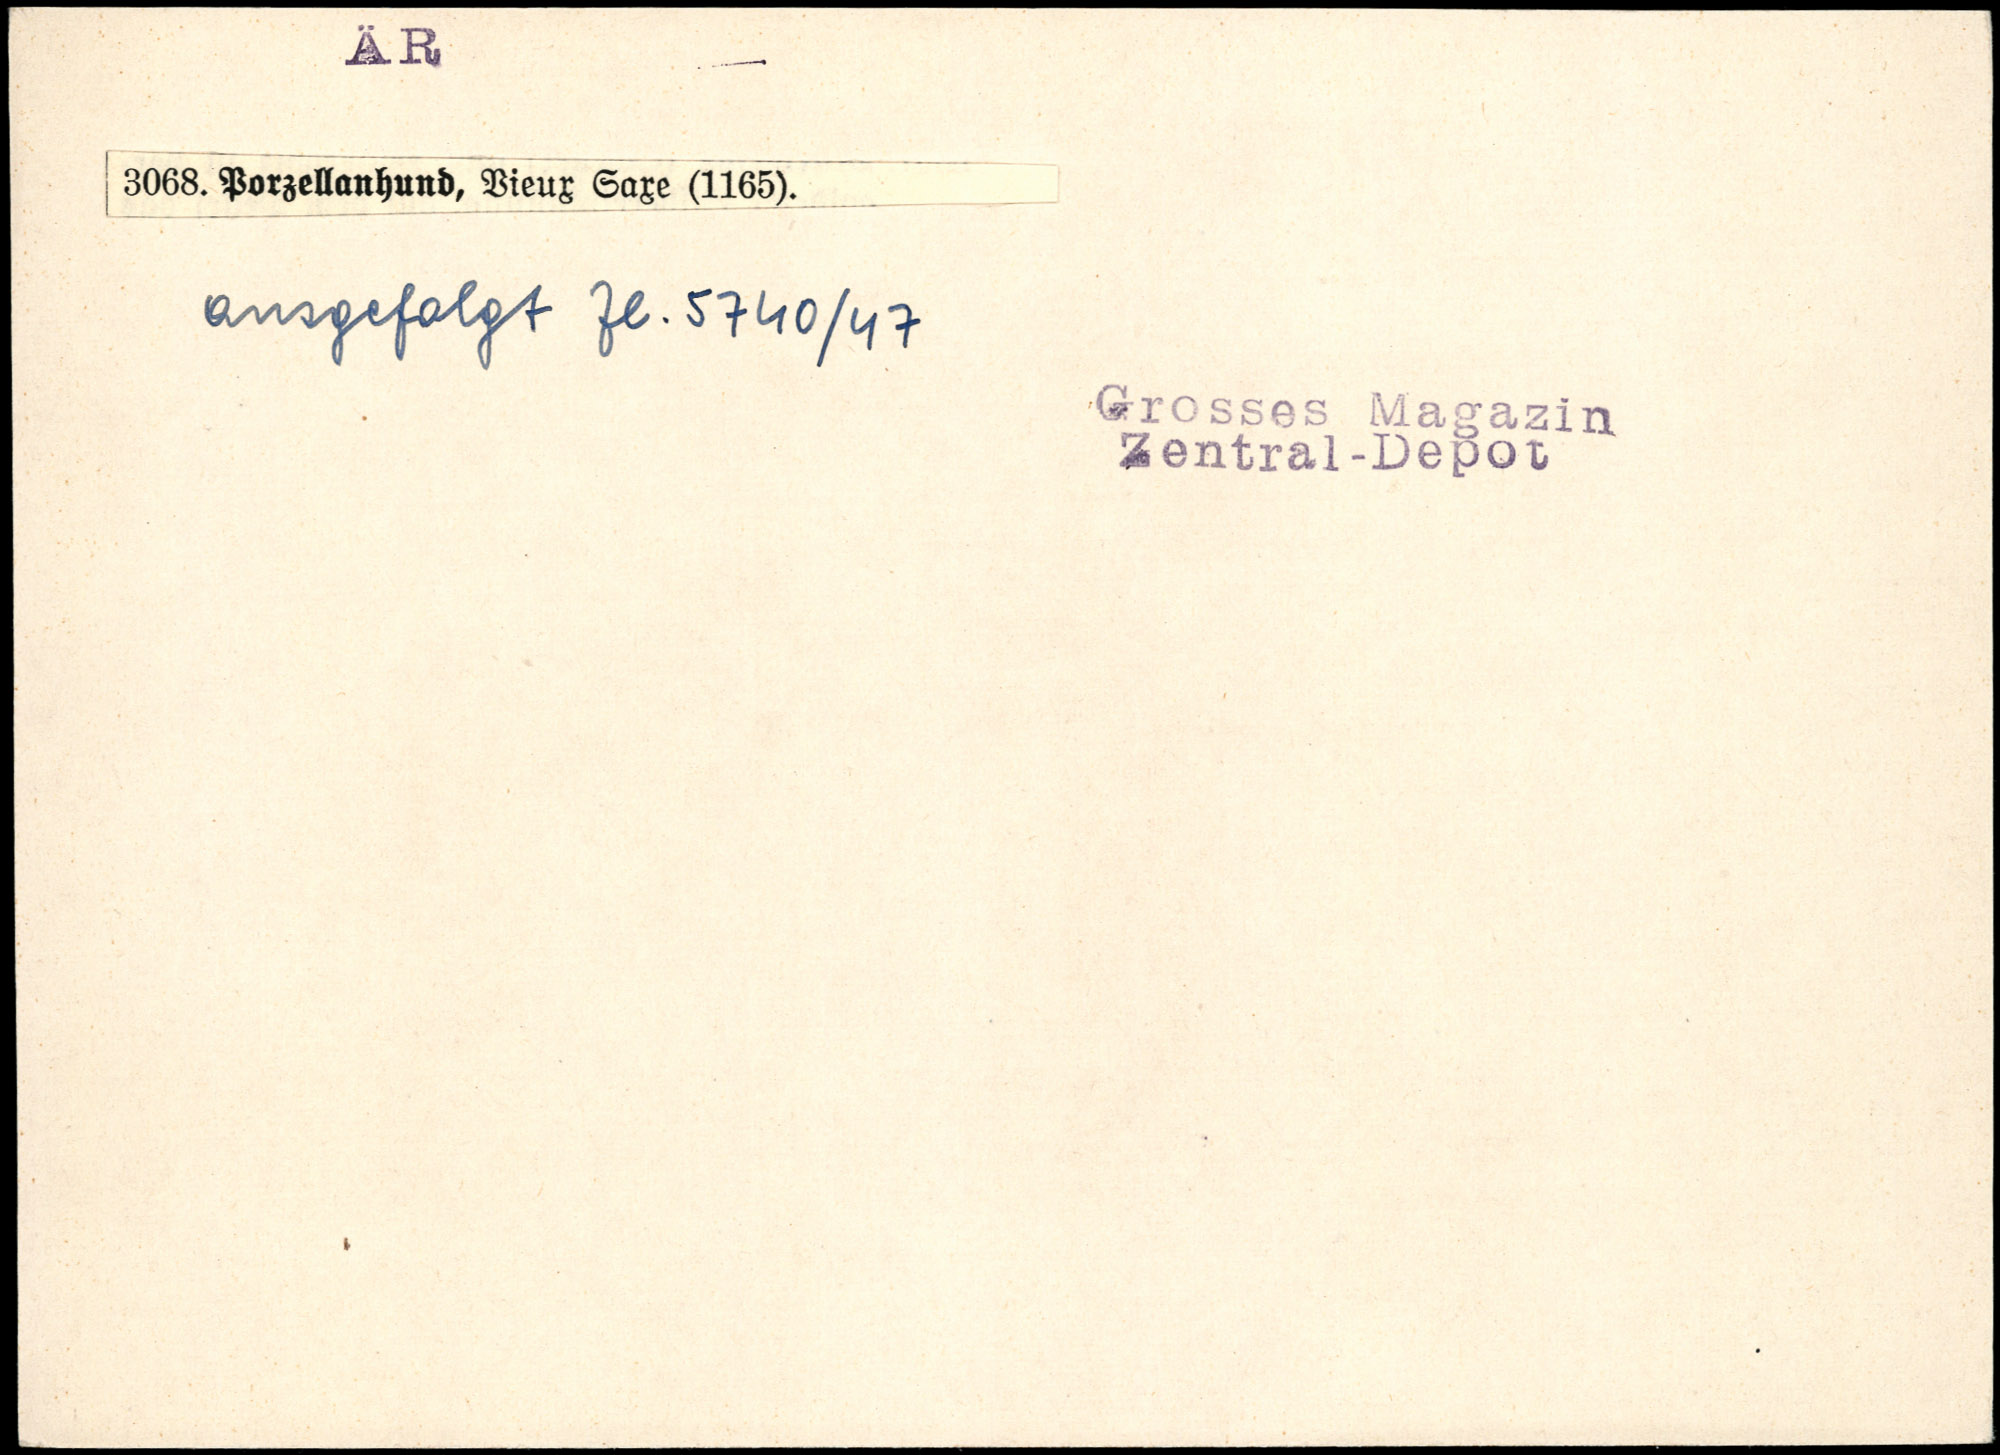 ÄR
3068. Porzellanhund, Vieux Saxe (1165).
ausgefolgt Zl. 5740/47
Grosses Magazin
Zentral-Depot